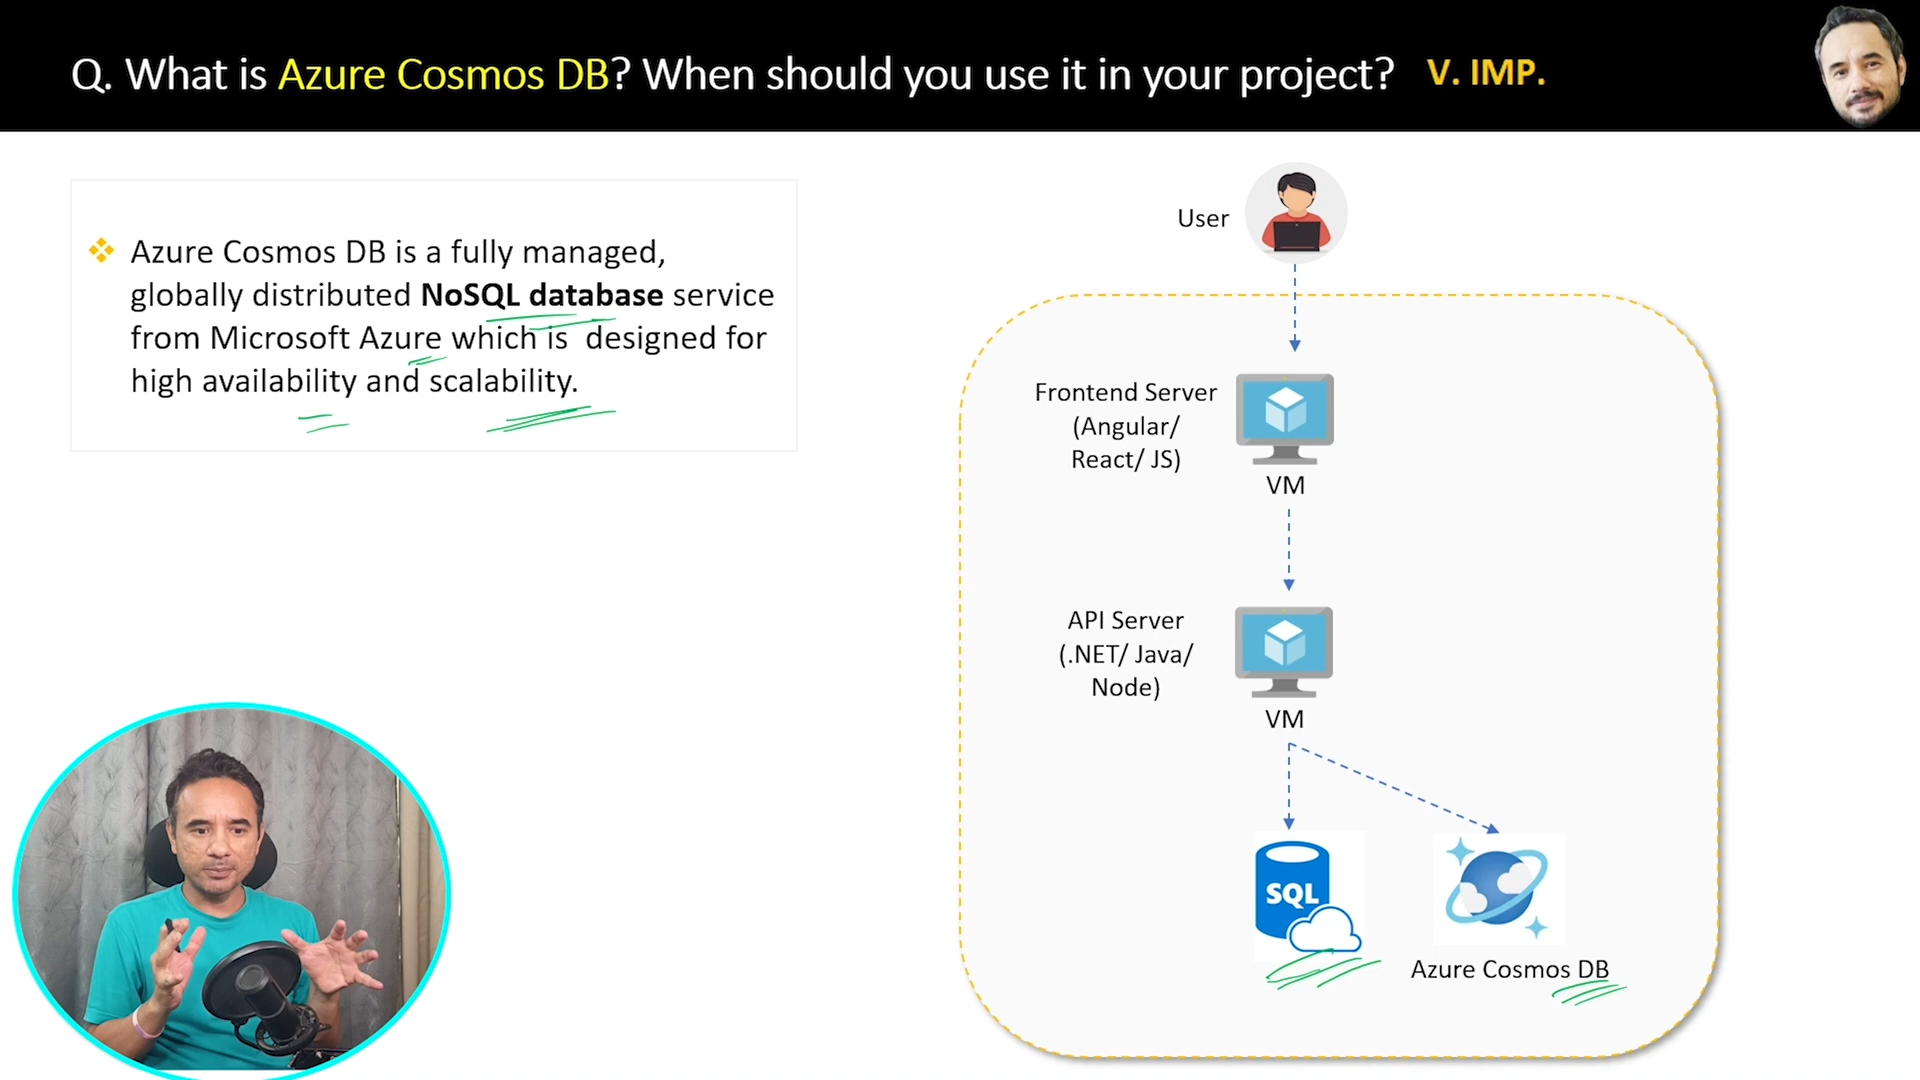 Q. What is Azure Cosmos DB? When should you use it in your project? V. IMP.
Azure Cosmos DB is a fully managed,
globally distributed NoSQL database service
from Microsoft Azure which is designed for
high availability and scalability.
User
Frontend Server
(Angular/
React/ JS)
VM
API Server
(.NET/ Java/
Node)
VM
SQL
Azure Cosmos DB